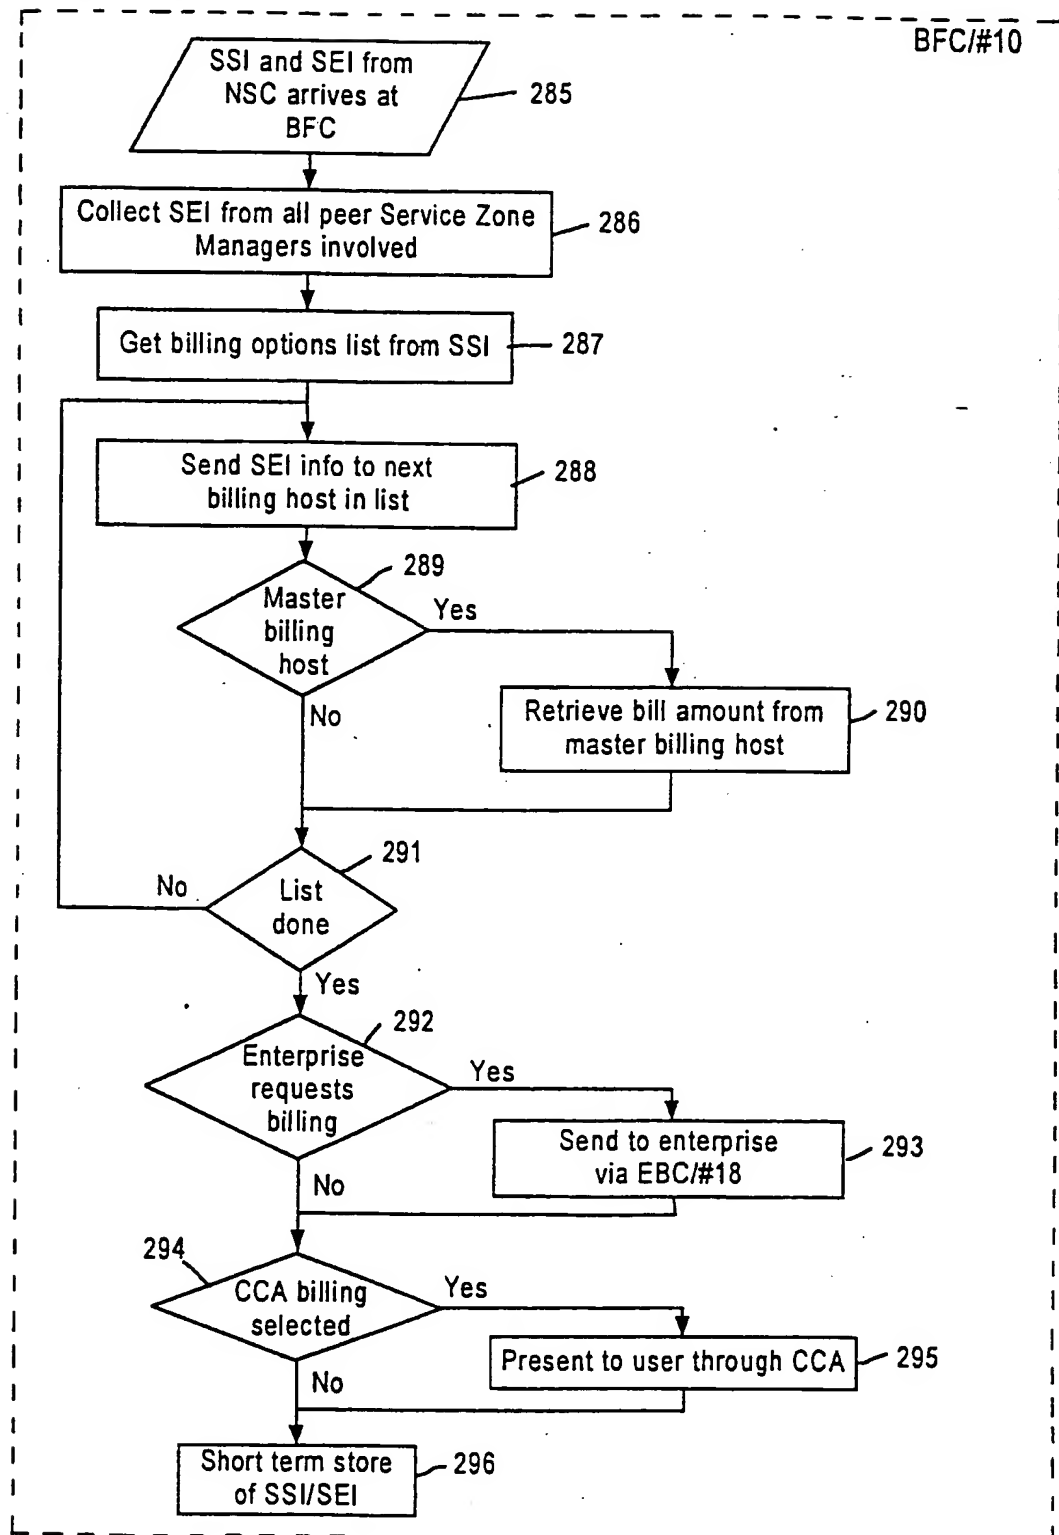 BFC/#10
SSI and SEI from
NSC arrives at
BFC
285
Collect SEI from all peer Service Zone
Managers involved
286
Get billing options list from SSI
287
Send SEI info to next
billing host in list
288
289
Master
billing
host
Yes
No
Retrieve bill amount from
master billing host
290
291
List
done
No
Yes
292
Enterprise
requests
billing
Yes
No
Send to enterprise
via EBC/#18
293
294
CCA billing
selected
Yes
No
Present to user through CCA
295
Short term store
of SSI/SEI
296